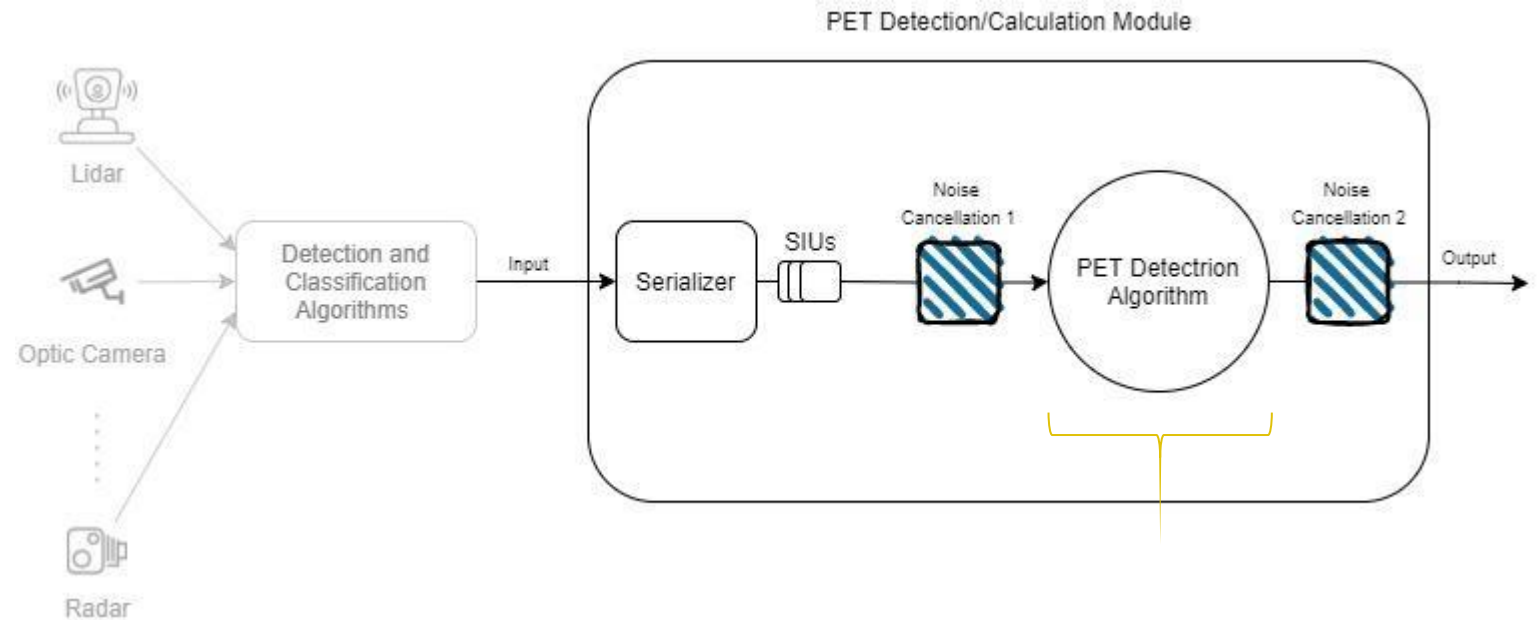 PET Detection/Calculation Module
Lidar
Optic Camera
Radar
Detection and
Classification
Algorithms
Input
Serializer
SIUs
Noise
Cancellation 1
PET Detectrion
Algorithm
Noise
Cancellation 2
Output